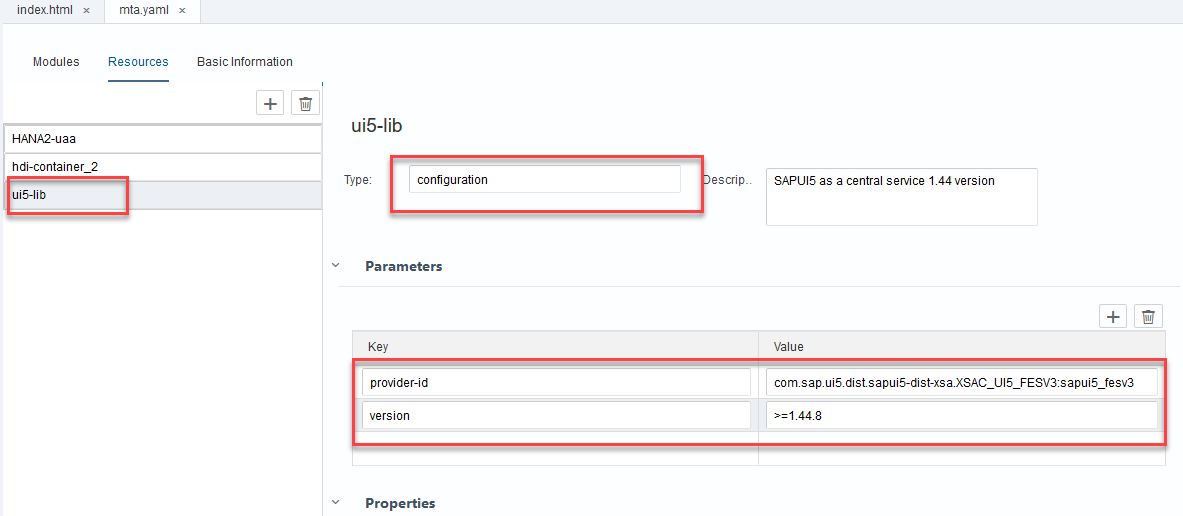 index.html ×
mta.yaml ×
Modules
Resources
Basic Information
HANA2-uaa
hdi-container_2
ui5-lib
ui5-lib
Type:
configuration
Descrip..
SAPUI5 as a central service 1.44 version
Parameters
Key
Value
provider-id
com.sap.ui5.dist.sapui5-dist-xsa.XSAC_UI5_FESV3:sapui5_fesv3
version
>=1.44.8
Properties